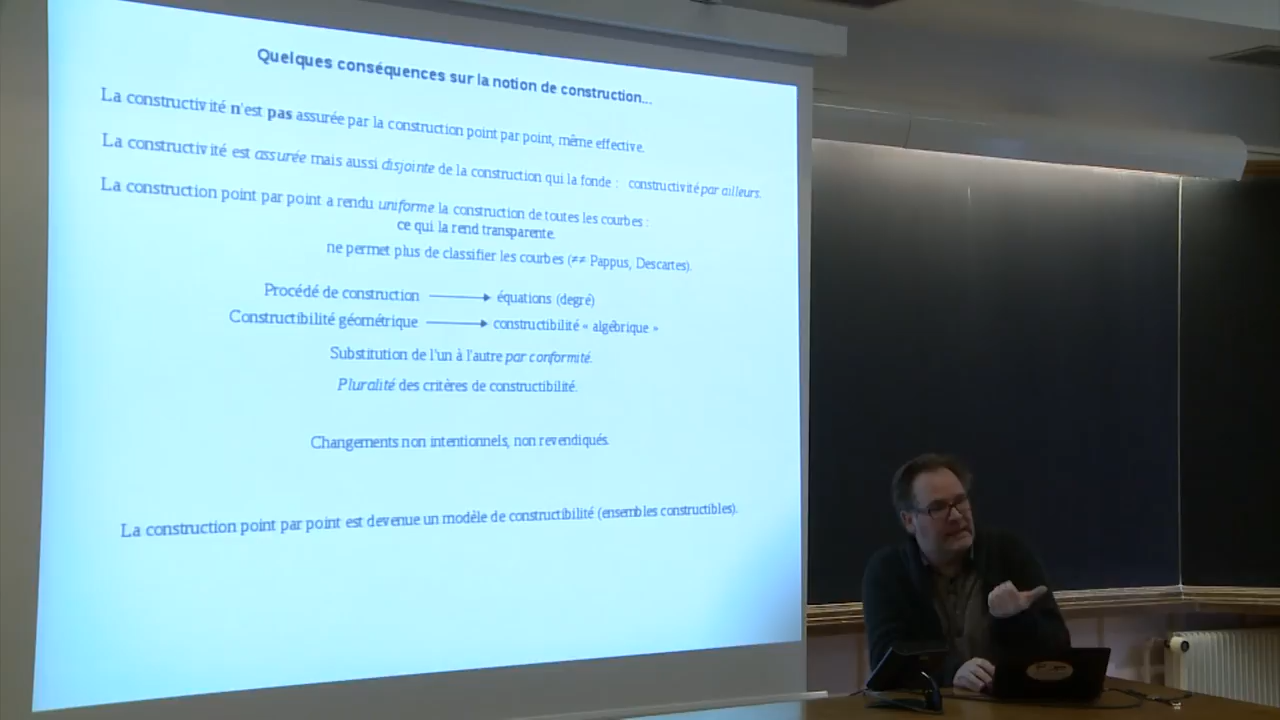 Quelques conséquences sur la notion de construction...
La constructivité n'est pas assurée par la construction point par point, même effective.
La constructivité est assurée mais aussi disjointe de la construction qui la fonde : constructivité par ailleurs.
La construction point par point a rendu uniforme la construction de toutes les courbes :
ce qui la rend transparente.
ne permet plus de classifier les courbes (≠≠ Pappus, Descartes).
Procédé de construction → équations (degré)
Constructibilité géométrique → constructibilité « algébrique »
Substitution de l'un à l'autre par conformité.
Pluralité des critères de constructibilité.
Changements non intentionnels, non revendiqués.
La construction point par point est devenue un modèle de constructibilité (ensembles constructibles).